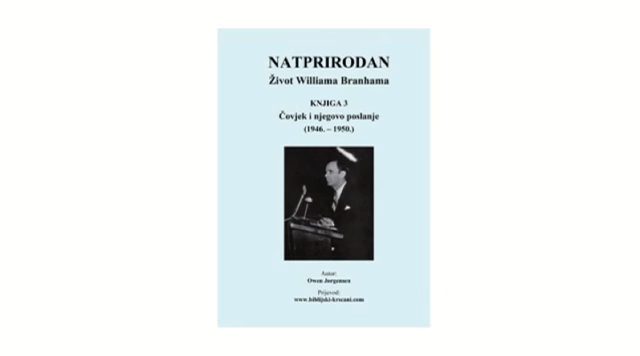 NATPRIRODAN
Život Williama Branhama
KNJIGA 3
Čovjek i njegovo poslanje
(1946. – 1950.)
Autor:
Owen Jorgensen
Prijevod:
www.biblijski-krscani.com